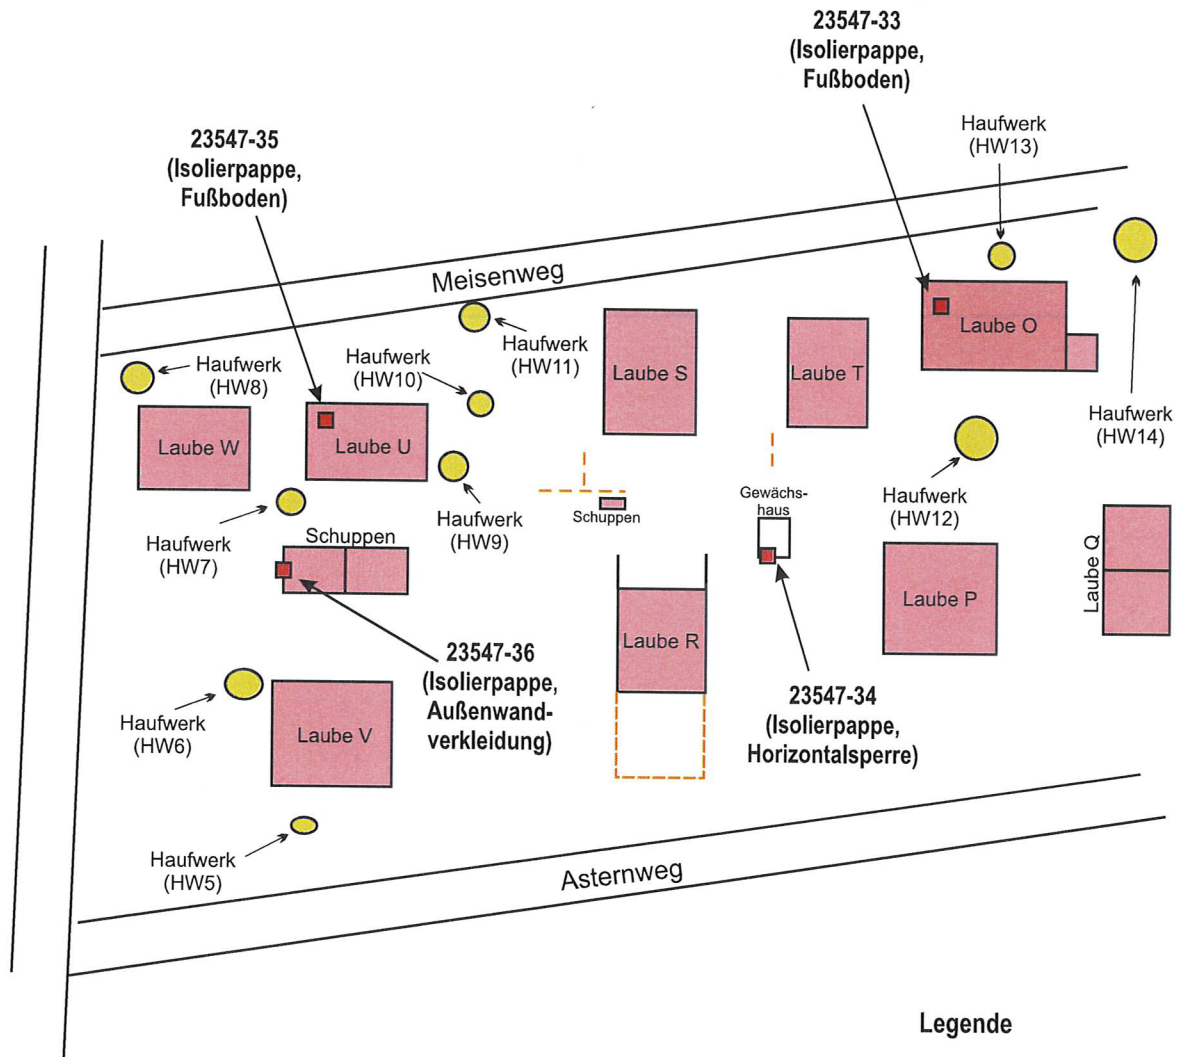 23547-33
(Isolierpappe,
Fußboden)
Haufwerk
(HW13)
23547-35
(Isolierpappe,
Fußboden)
Meisenweg
Haufwerk
(HW11)
Laube O
Haufwerk
(HW8)
Haufwerk
(HW10)
Laube S
Laube T
Haufwerk
(HW14)
Laube W
Laube U
Haufwerk
(HW9)
Schuppen
Gewächs-
haus
Haufwerk
(HW12)
Haufwerk
(HW7)
Schuppen
Laube Q
Laube P
Laube R
23547-36
(Isolierpappe,
Außenwand-
verkleidung)
23547-34
(Isolierpappe,
Horizontalsperre)
Haufwerk
(HW6)
Laube V
Haufwerk
(HW5)
Asternweg
Legende